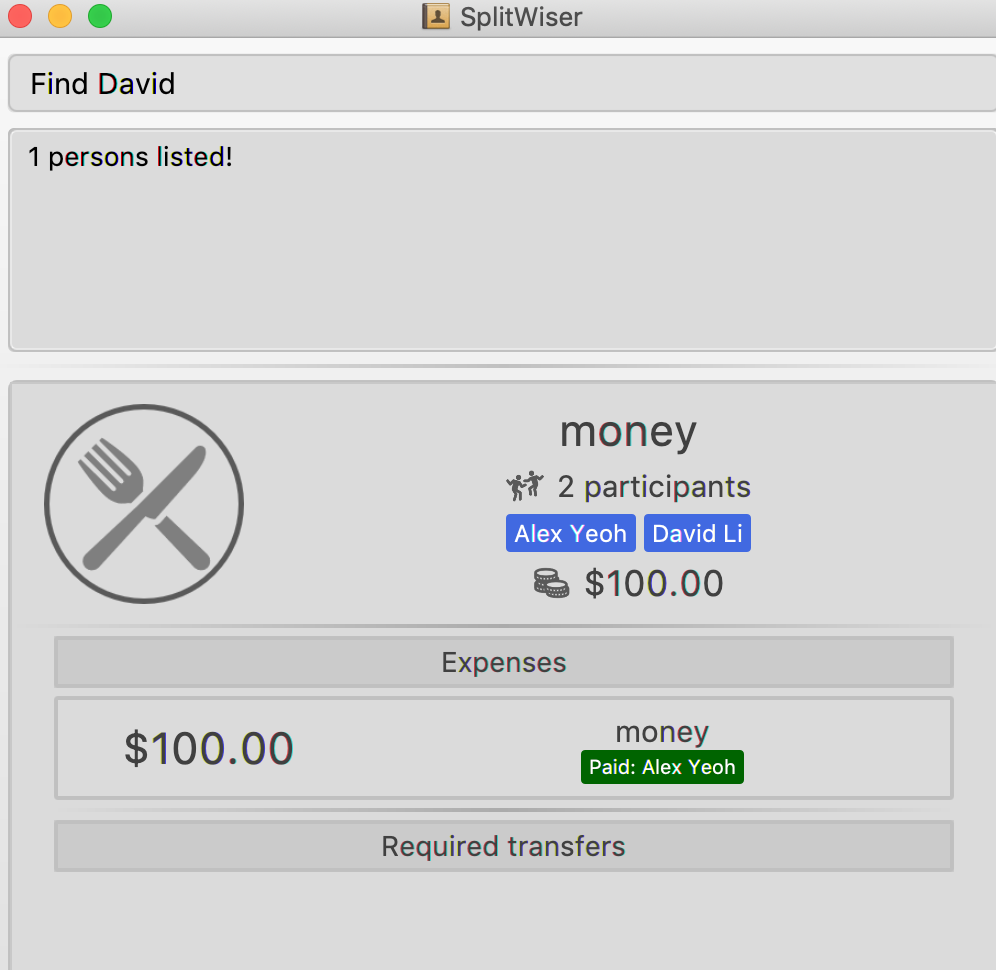 SplitWiser
Find David
1 persons listed!
money
2 participants
Alex Yeoh David Li
$100.00
Expenses
$100.00
money
Paid: Alex Yeoh
Required transfers